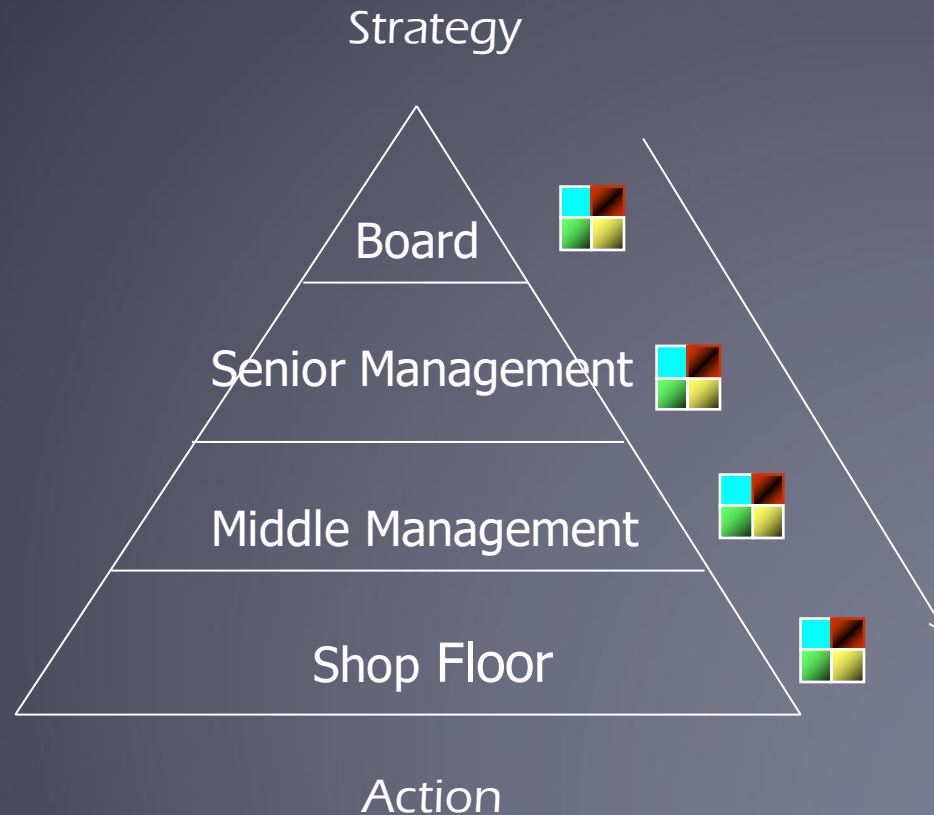 Strategy
Board
Senior Management
Middle Management
Shop Floor
Action